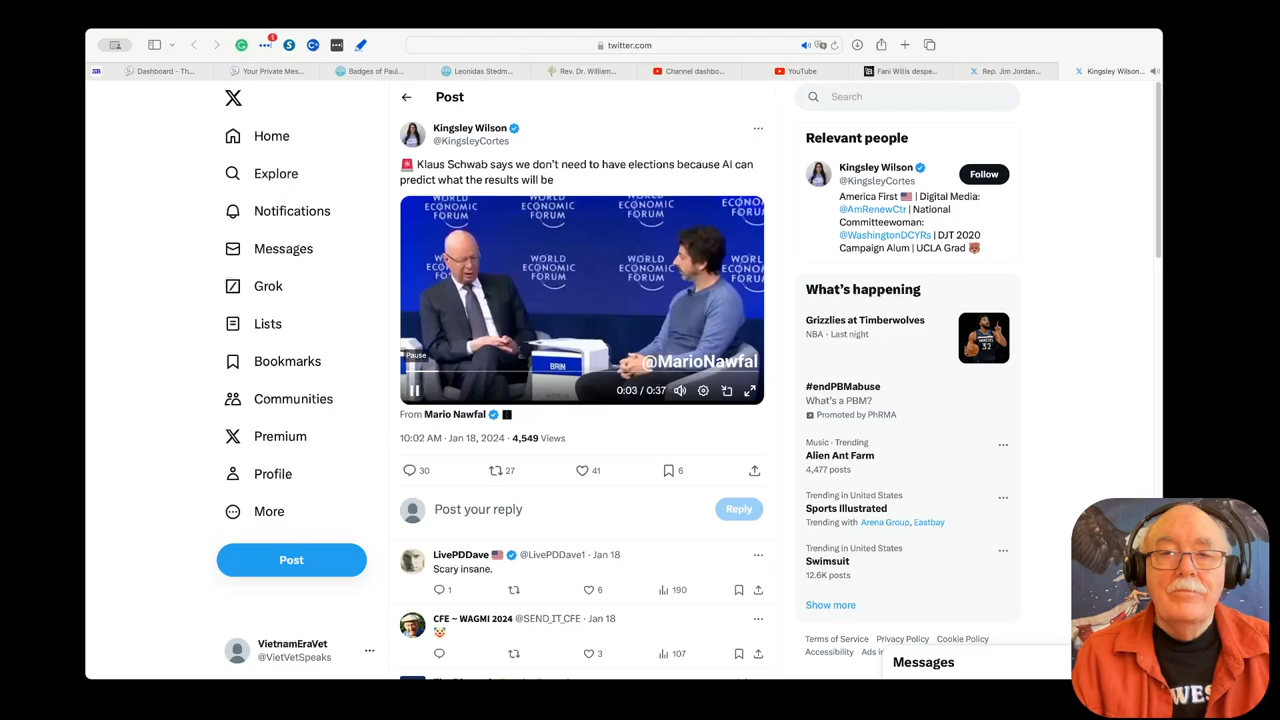 twitter.com
1
SB
Dashboard - Th...
Your Private Mes...
Badges of Paul...
Leonidas Stedm...
Rev. Dr. William...
Channel dashbo...
YouTube
Fani Willis despe...
Rep. Jim Jordan...
Kingsley Wilson...
Home
Explore
Notifications
Messages
Grok
Lists
Bookmarks
Communities
Premium
Profile
More
Post
VietnamEraVet
@VietVetSpeaks
Post
Kingsley Wilson
@KingsleyCortes
🚨 Klaus Schwab says we don't need to have elections because AI can
predict what the results will be
WORLD
ECONOMIC
FORUM
WORLD
ECONOMIC
FORUM
BRIN
@MarioNawfal
Pause
0:03 / 0:37
From Mario Nawfal
10:02 AM · Jan 18, 2024 · 4,549 Views
30
27
41
6
Post your reply
Reply
LivePDDave 🇺🇸 @LivePDDave1 · Jan 18
Scary insane.
1
6
190
CFE ~ WAGMI 2024 @SEND_IT_CFE · Jan 18
🤡
3
107
Search
Relevant people
Kingsley Wilson
@KingsleyCortes
Follow
America First 🇺🇸 | Digital Media:
@AmRenewCtr | National
Committeewoman:
@WashingtonDCYRs | DJT 2020
Campaign Alum | UCLA Grad 🐻
What's happening
Grizzlies at Timberwolves
NBA · Last night
32
#endPBMabuse
What's a PBM?
Promoted by PhRMA
Music · Trending
Alien Ant Farm
4,477 posts
Trending in United States
Sports Illustrated
Trending with Arena Group, Eastbay
Trending in United States
Swimsuit
12.6K posts
Show more
Terms of Service Privacy Policy Cookie Policy
Accessibility
Messages